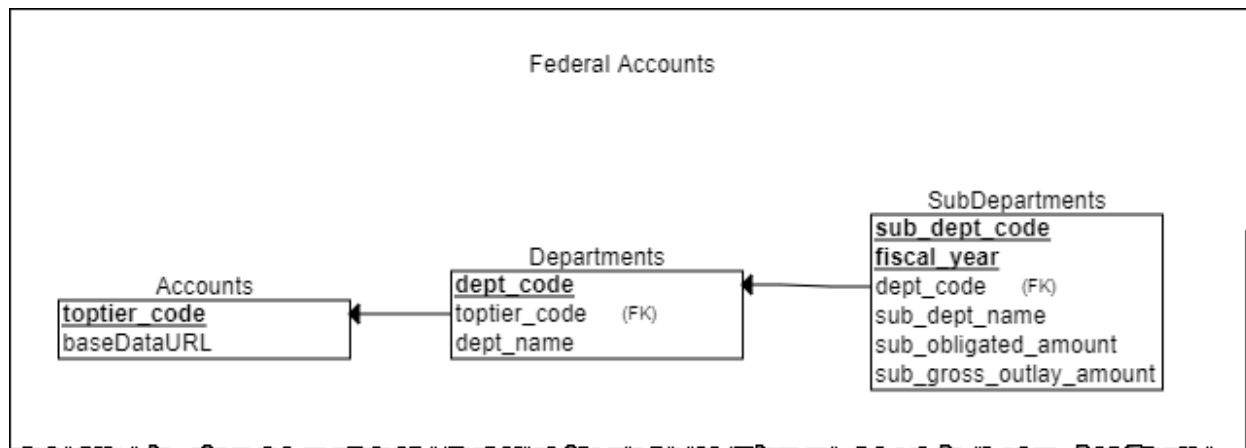 Federal Accounts
Accounts
toptier_code
baseDataURL
Departments
dept_code
toptier_code (FK)
dept_name
SubDepartments
sub_dept_code
fiscal_year
dept_code (FK)
sub_dept_name
sub_obligated_amount
sub_gross_outlay_amount